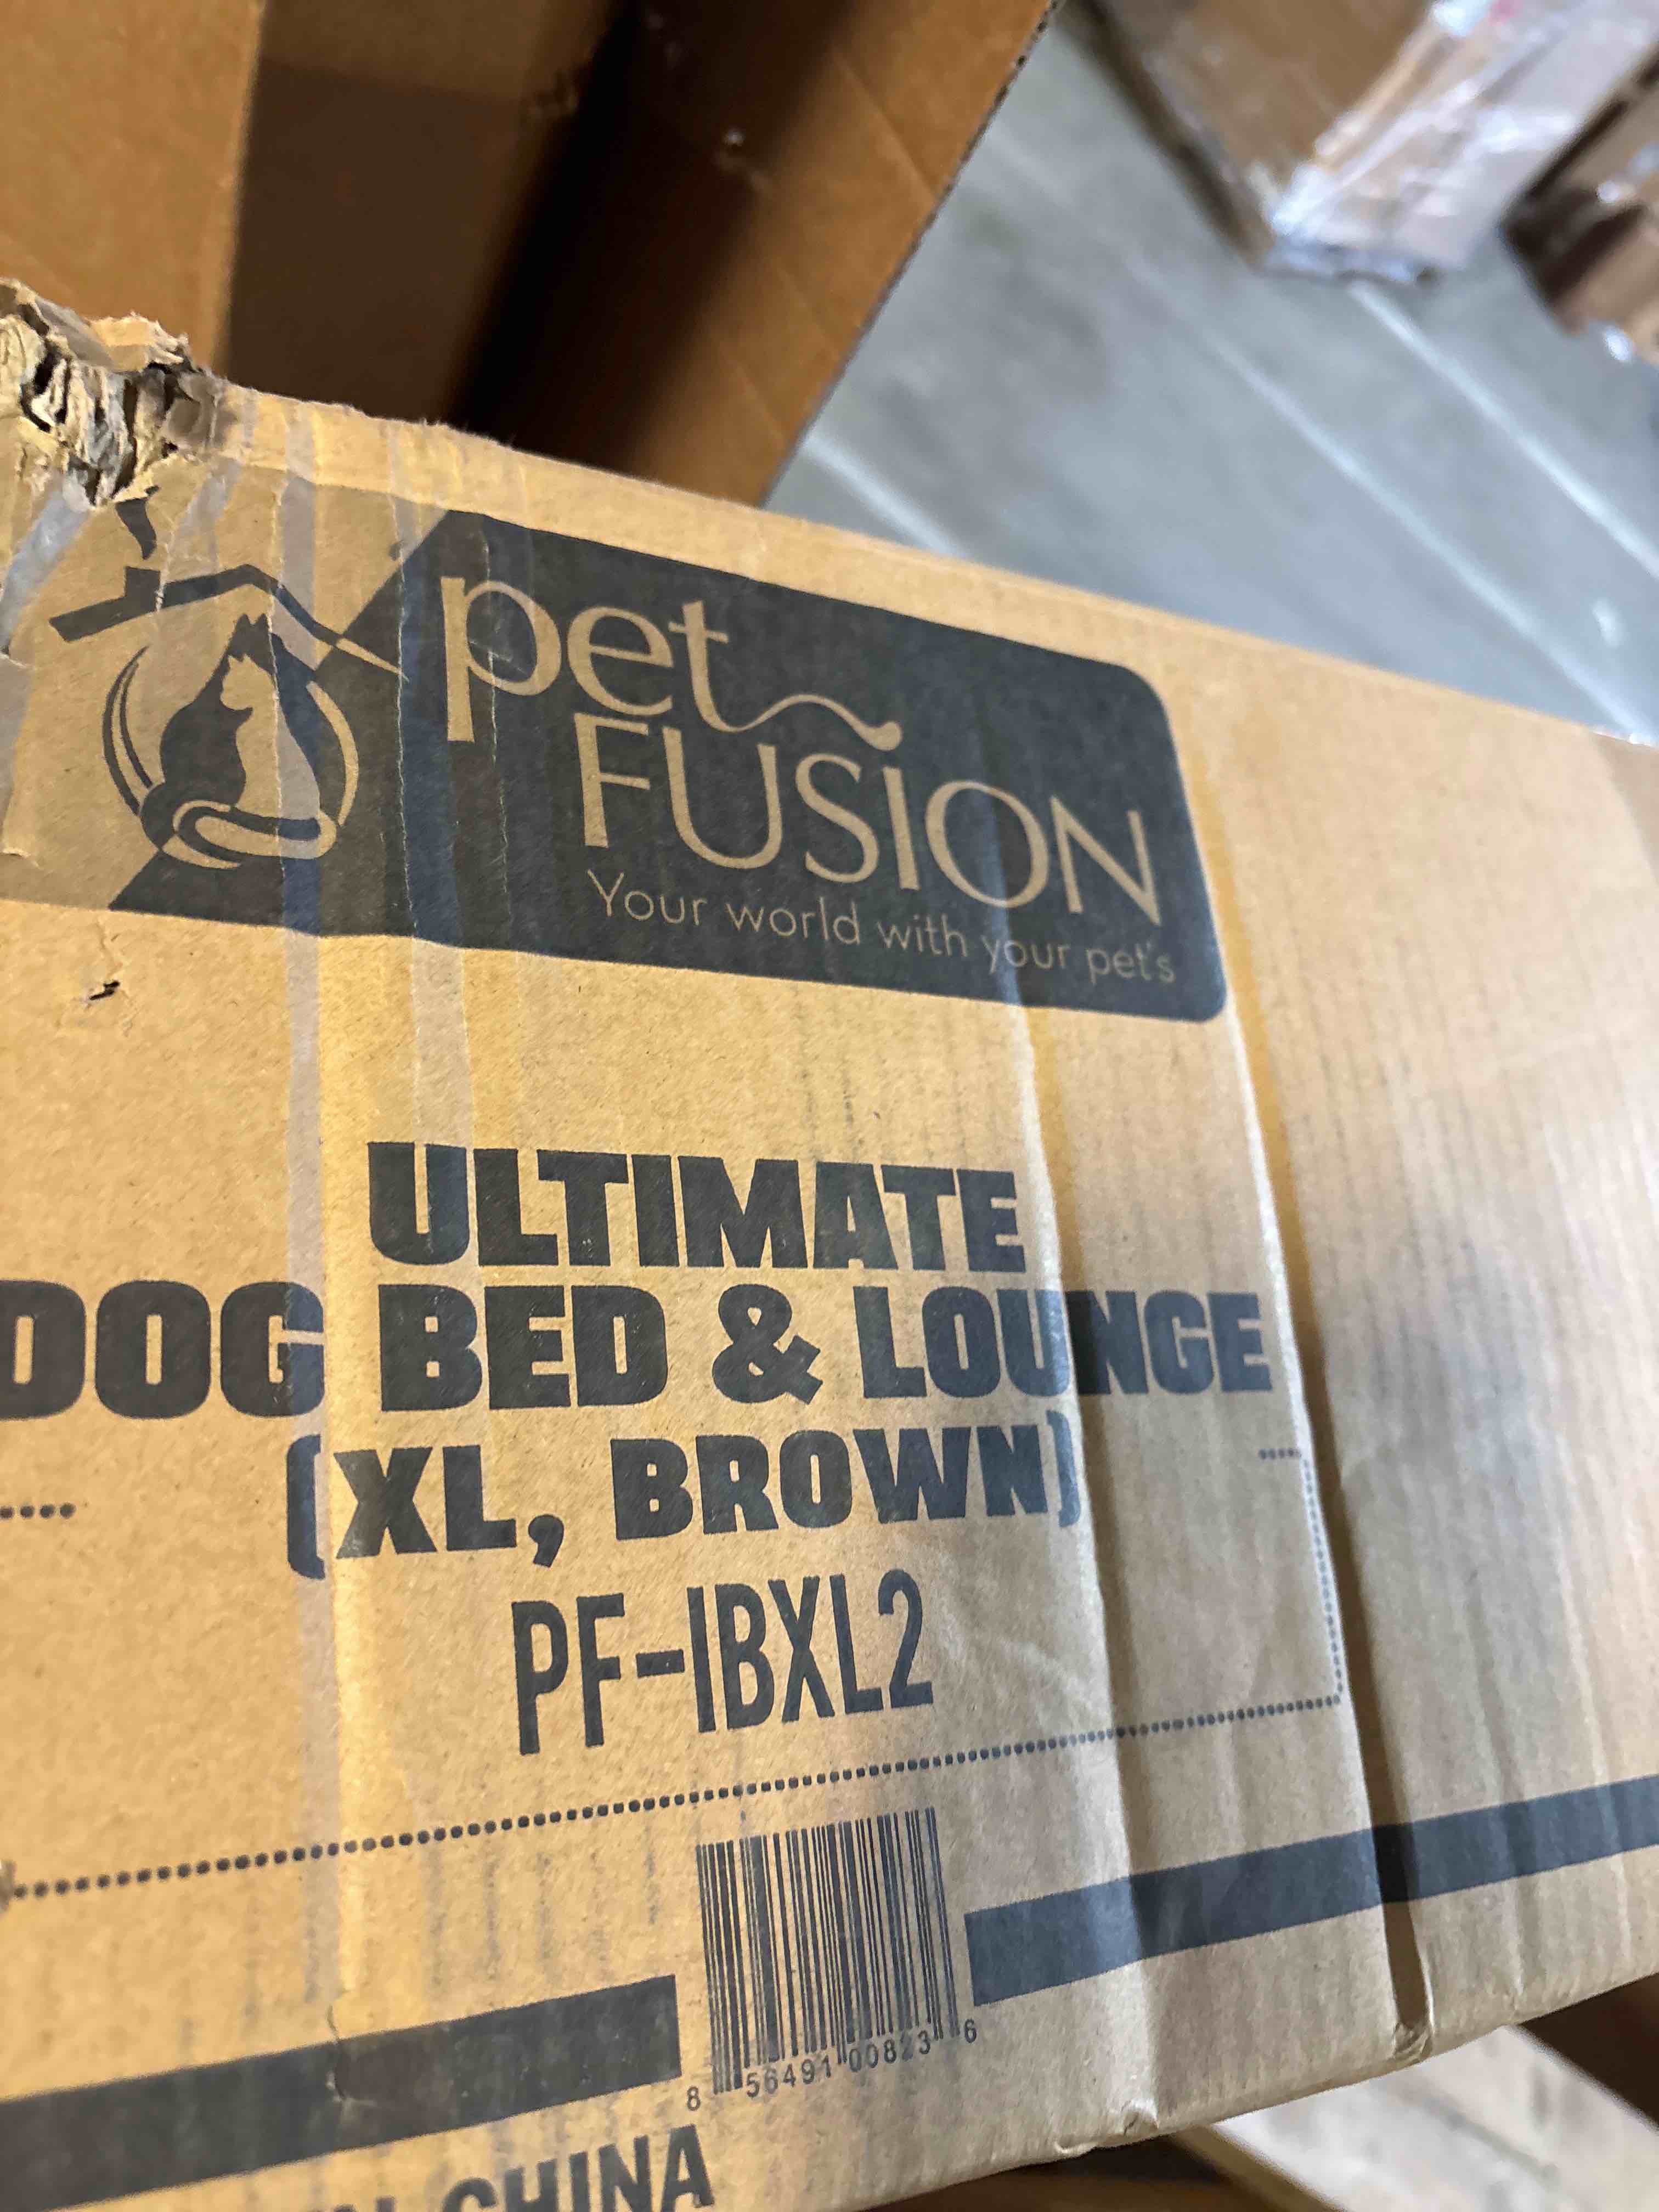 pet
FUSION
Your world with your pet's
ULTIMATE
DOG BED & LOUNGE
(XL, BROWN)
PF-IBXL2
8 56491 00823 6
CHINA